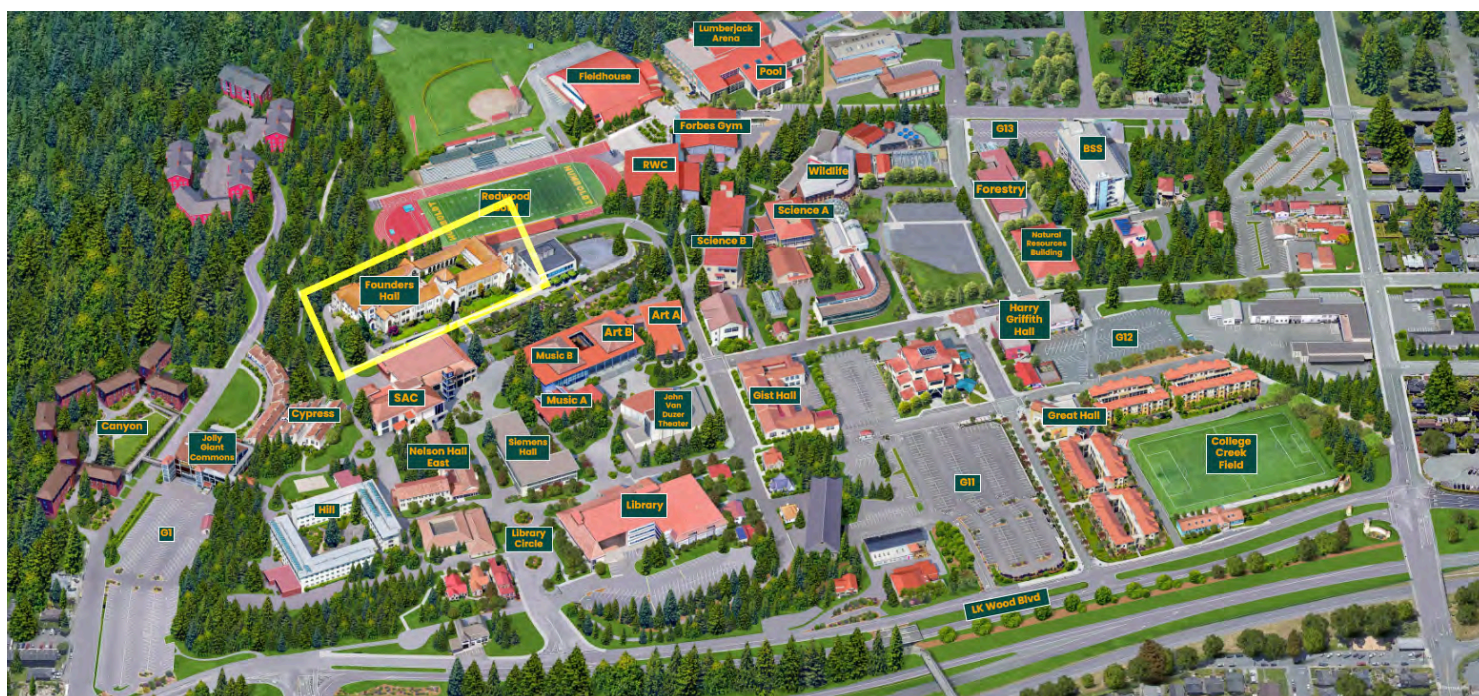 Lumberjack
Arena
Pool
Fieldhouse
Forbes Gym
G13
BSS
RWC
Wildlife
Forestry
Redwood
HUMBOLDT
Science A
Science B
Natural
Resources
Building
Founders
Hall
Art A
Art B
Music B
Harry
Griffith
Hall
G12
SAC
Music A
John
Van
Duzer
Theater
Gist Hall
Great Hall
Cypress
Canyon
Jolly
Giant
Commons
Nelson Hall
East
Siemens
Hall
College
Creek
Field
G11
Hill
Library
G1
Library
Circle
LK Wood Blvd